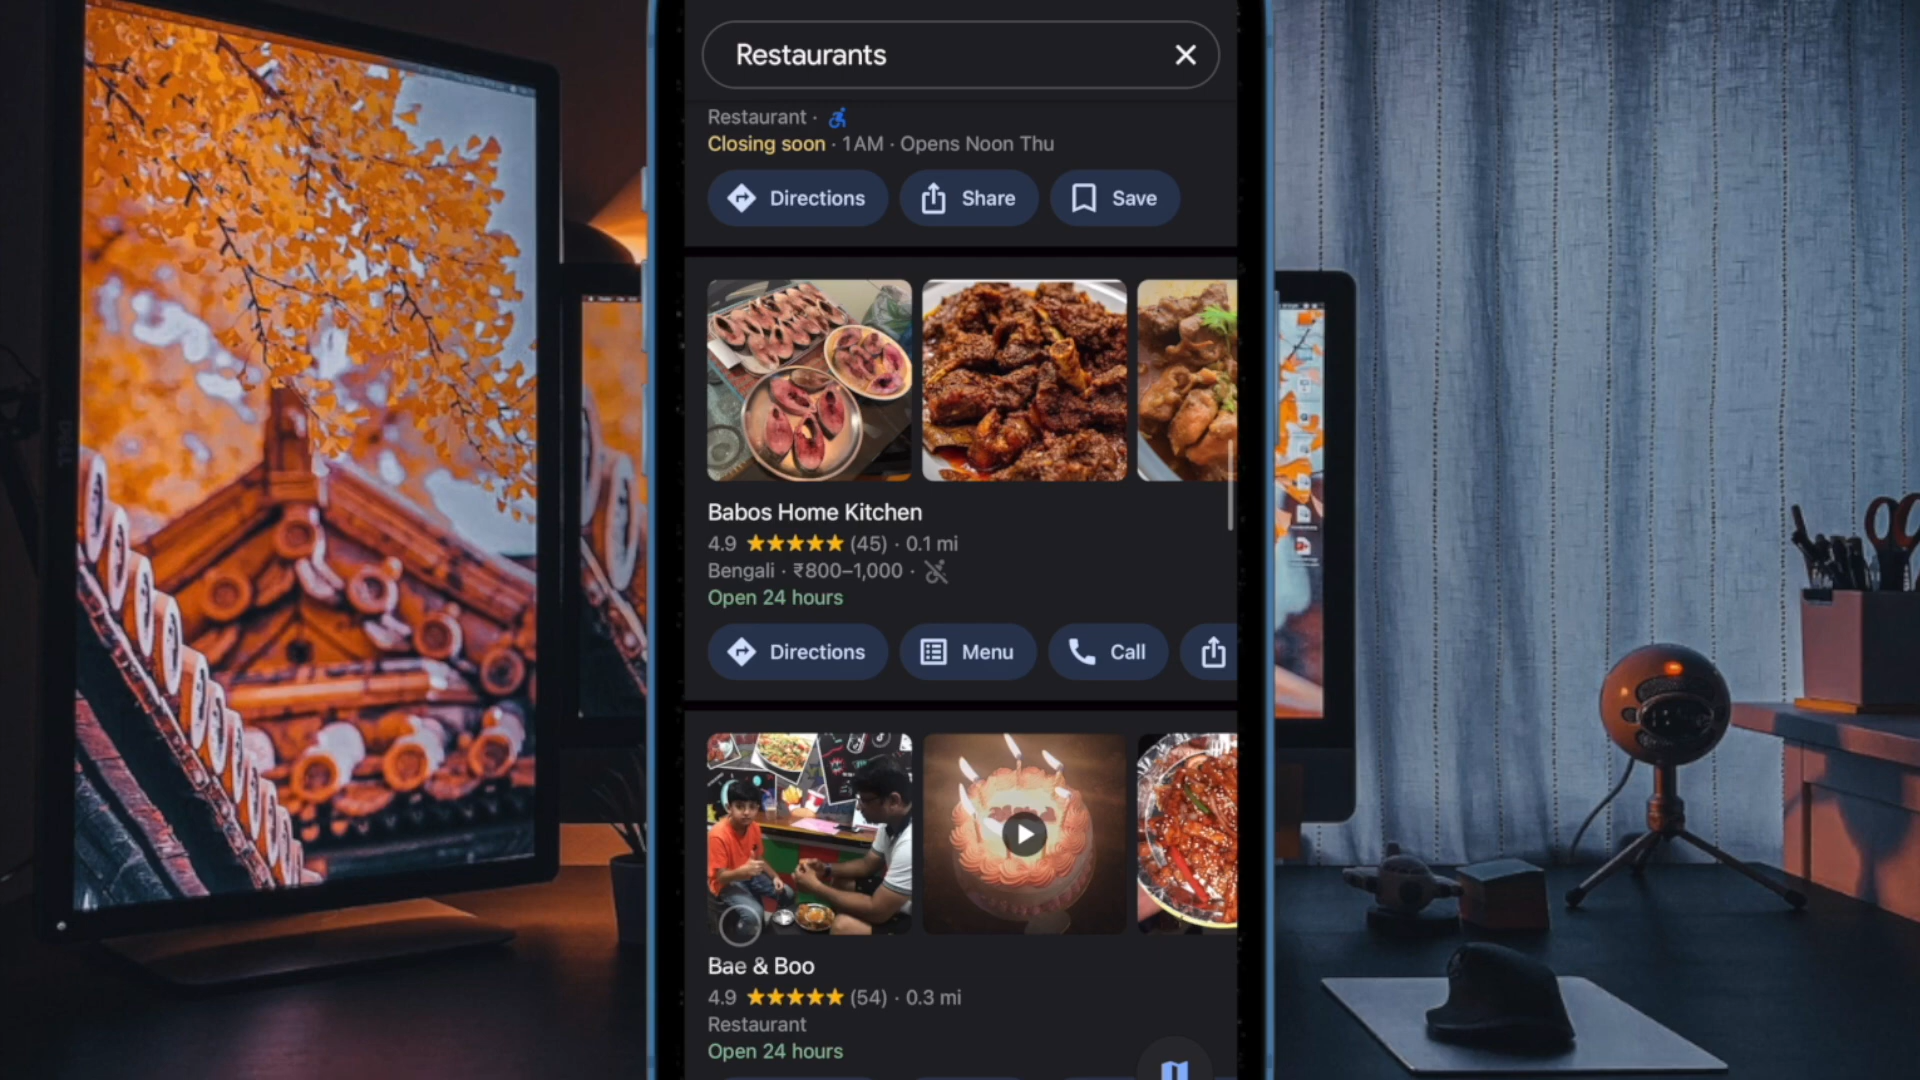 Restaurants
Restaurant ·
Closing soon · 1 AM · Opens Noon Thu
Directions
Share
Save
Babos Home Kitchen
4.9 (45) · 0.1 mi
Bengali · ₹800–1,000 ·
Open 24 hours
Directions
Menu
Call
Bae & Boo
4.9 (54) · 0.3 mi
Restaurant
Open 24 hours